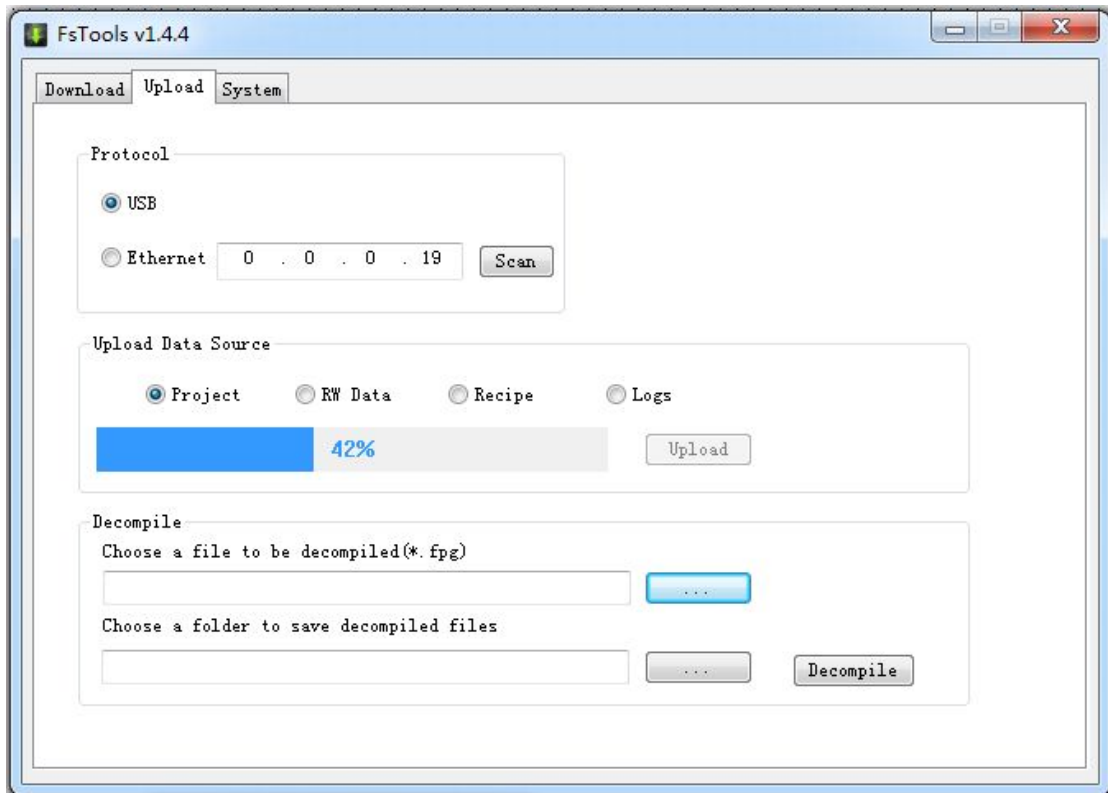 FsTools v1.4.4
Download Upload System
Protocol
USB
Ethernet 0 . 0 . 0 . 19 Scan
Upload Data Source
Project RW Data Recipe Logs
42% Upload
Decompile
Choose a file to be decompiled(*.fpg)
...
Choose a folder to save decompiled files
... Decompile